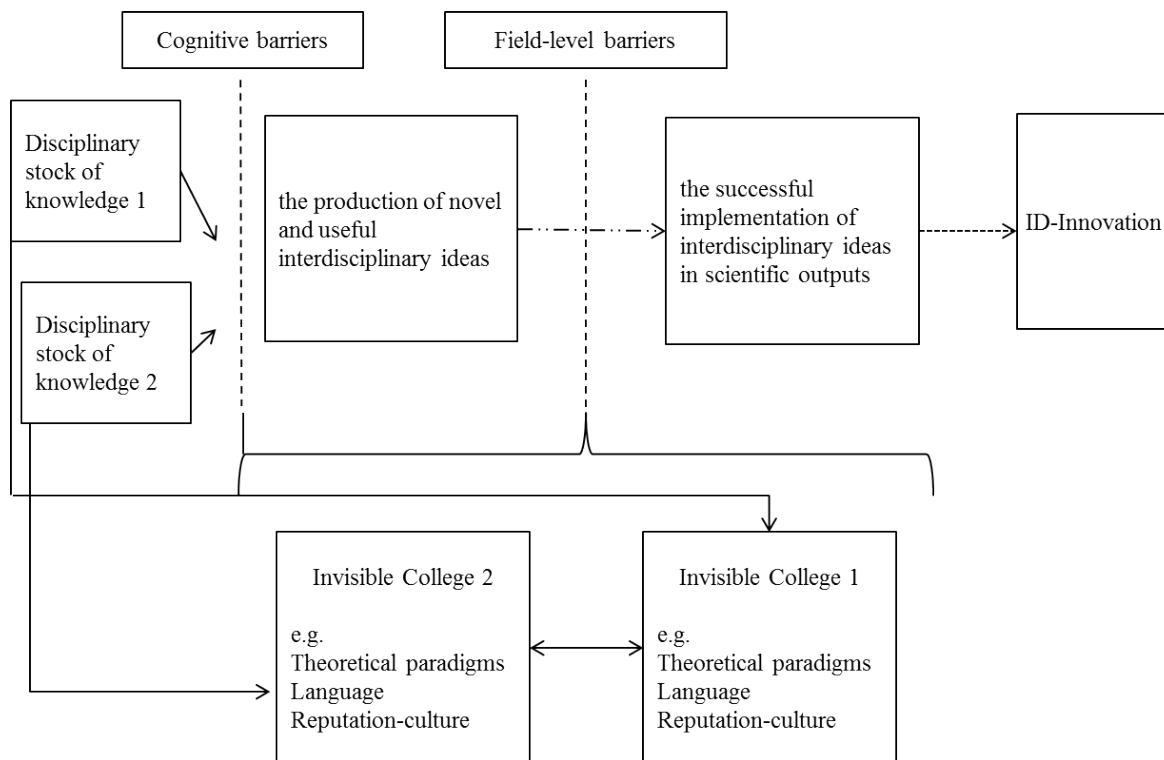 Cognitive barriers
Field-level barriers
Disciplinary
stock of
knowledge 1
the production of novel
and useful
interdisciplinary ideas
the successful
implementation of
interdisciplinary ideas
in scientific outputs
ID-Innovation
Disciplinary
stock of
knowledge 2
Invisible College 2
e.g.
Theoretical paradigms
Language
Reputation-culture
Invisible College 1
e.g.
Theoretical paradigms
Language
Reputation-culture